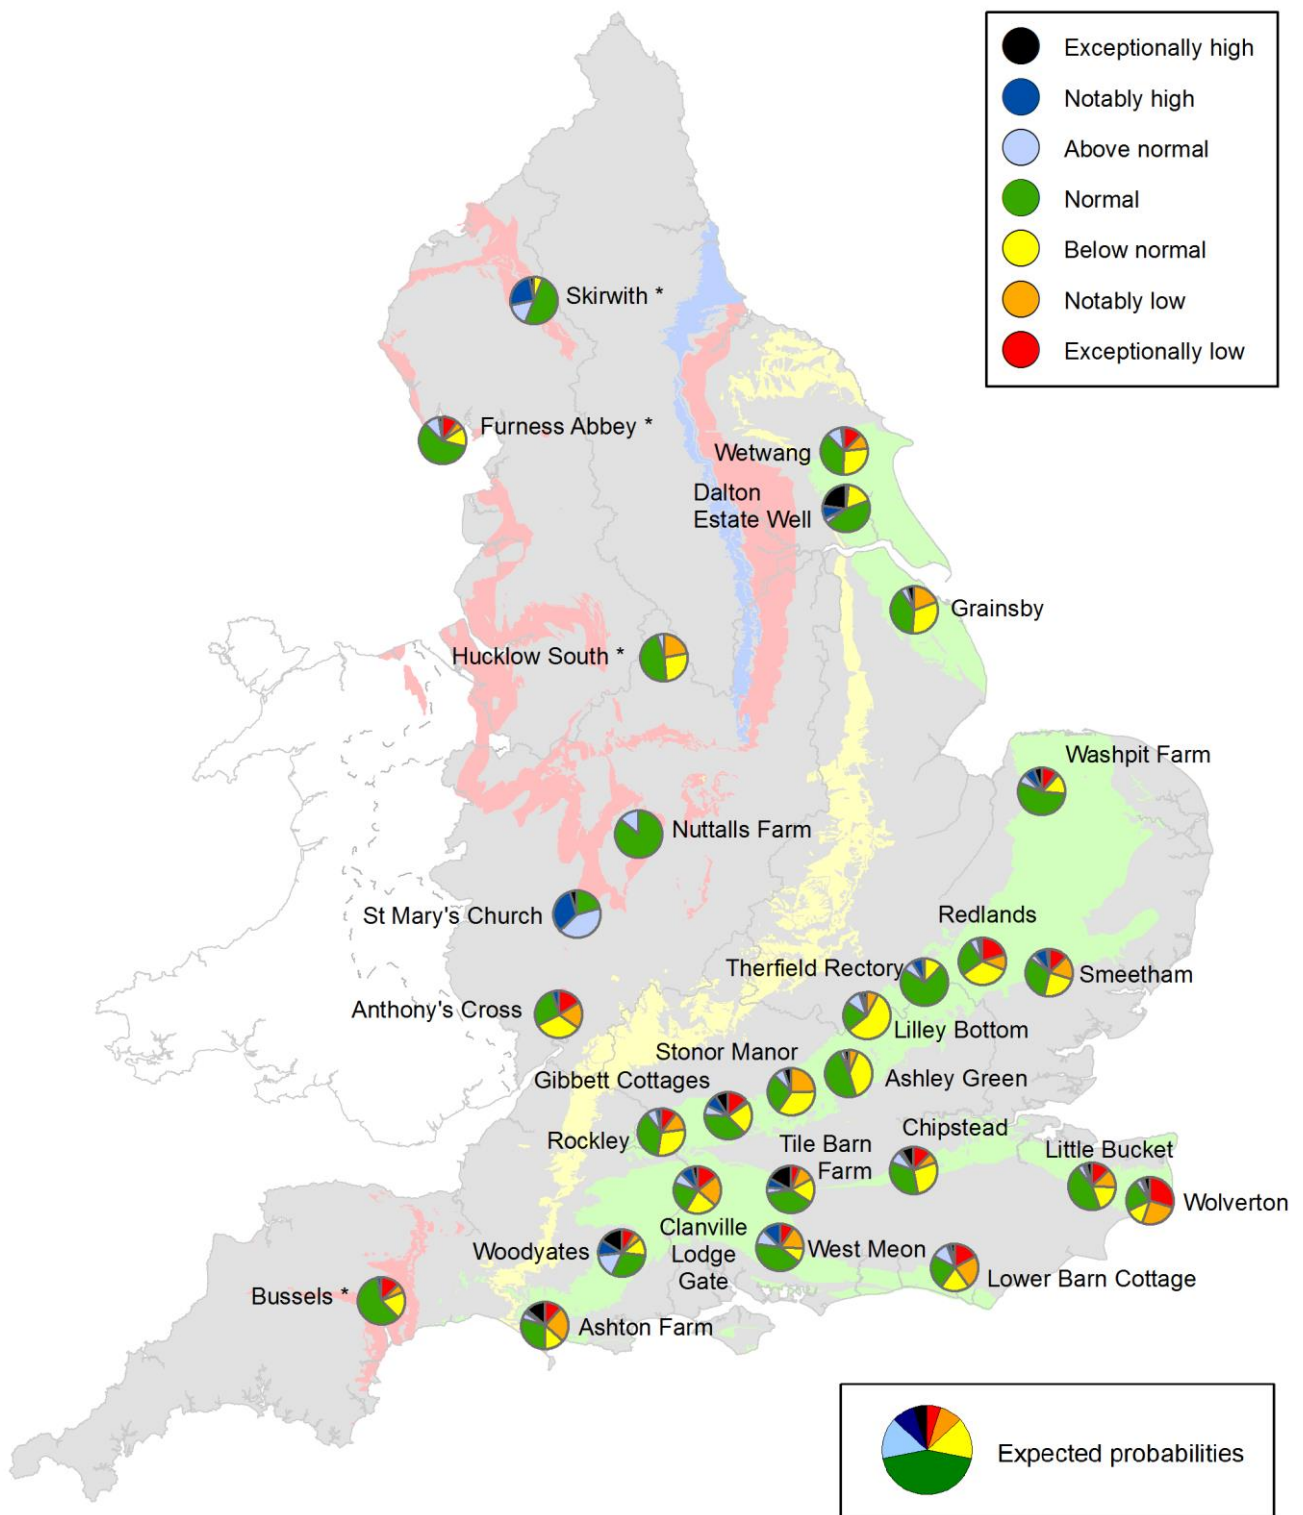 Exceptionally high
Notably high
Above normal
Normal
Below normal
Notably low
Exceptionally low
Skirwith *
Furness Abbey *
Wetwang
Dalton
Estate Well
Grainsby
Hucklow South *
Washpit Farm
Nuttalls Farm
St Mary's Church
Redlands
Therfield Rectory
Smeetham
Anthony's Cross
Lilley Bottom
Stonor Manor
Ashley Green
Gibbett Cottages
Rockley
Tile Barn
Farm
Chipstead
Little Bucket
Wolverton
Clanville
Lodge
Gate
Woodyates
West Meon
Lower Barn Cottage
Bussels *
Ashton Farm
Expected probabilities